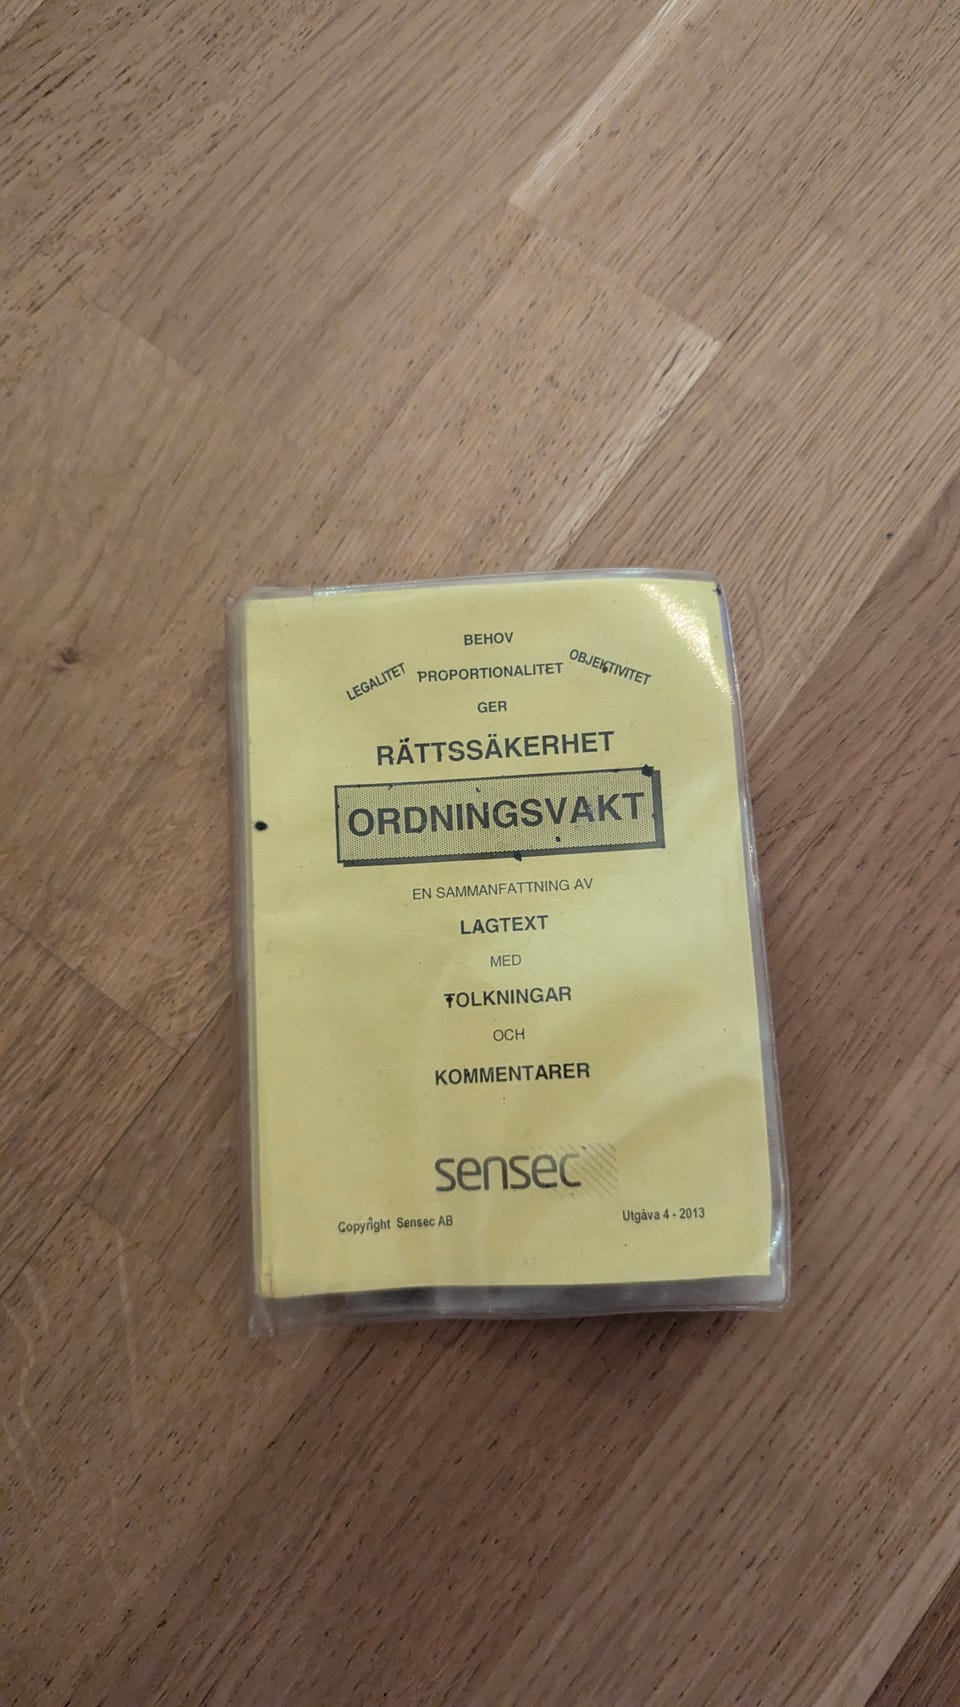 BEHOV
LEGALITET PROPORTIONALITET OBJEKTIVITET
GER
RÄTTSSÄKERHET
ORDNINGSVAKT
EN SAMMANFATTNING AV
LAGTEXT
MED
TOLKNINGAR
OCH
KOMMENTARER
sensec
Copyright Sensec AB Utgåva 4 - 2013